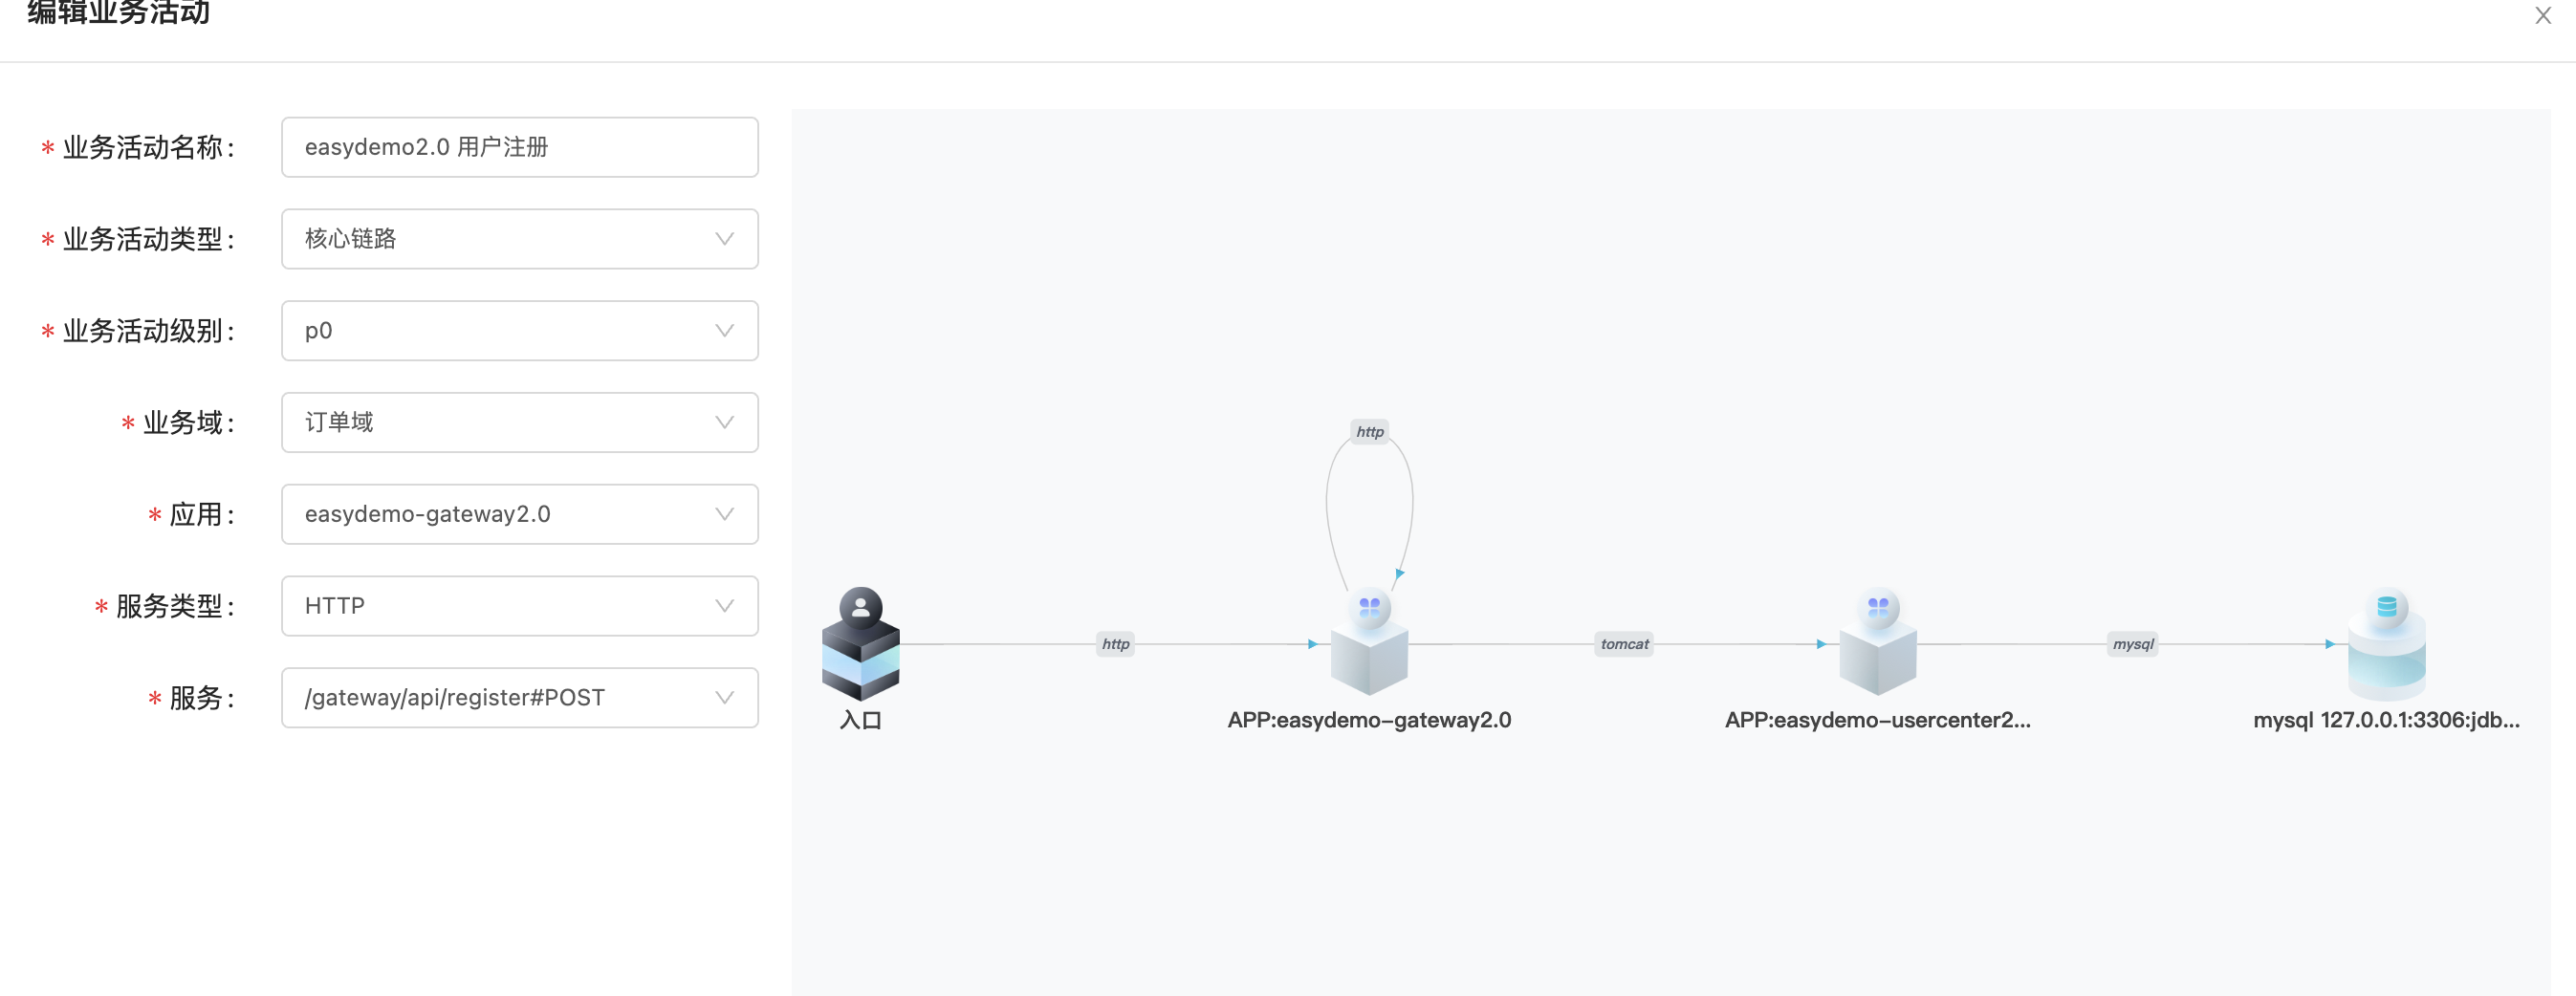 编辑业务活动
* 业务活动名称:
easydemo2.0 用户注册
* 业务活动类型:
核心链路
* 业务活动级别:
p0
* 业务域:
订单域
* 应用:
easydemo-gateway2.0
* 服务类型:
HTTP
* 服务:
/gateway/api/register#POST
http
http
tomcat
mysql
入口
APP:easydemo-gateway2.0
APP:easydemo-usercenter2...
mysql 127.0.0.1:3306:jdb...